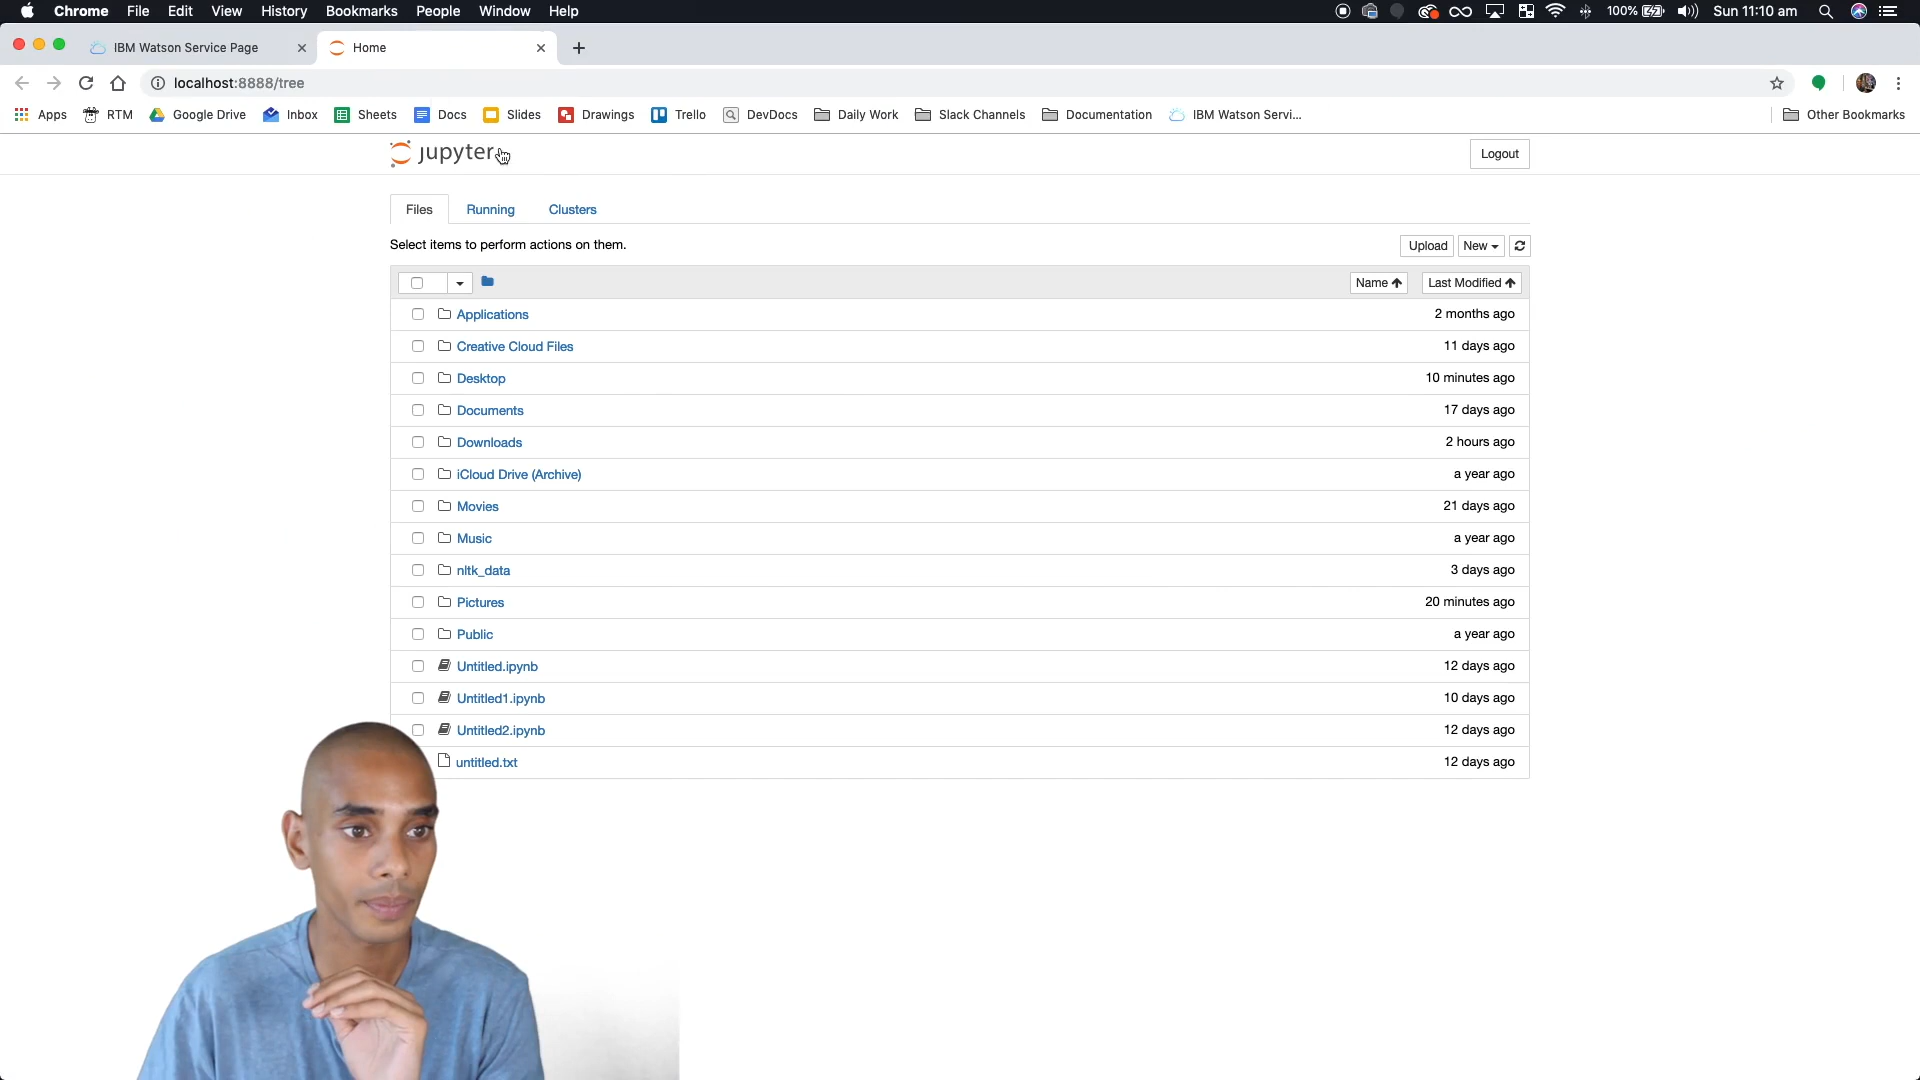 Chrome File Edit View History Bookmarks People Window Help 100% Sun 11:10 am
IBM Watson Service Page Home
localhost:8888/tree
Apps RTM Google Drive Inbox Sheets Docs Slides Drawings Trello DevDocs Daily Work Slack Channels Documentation IBM Watson Servi... Other Bookmarks
jupyter Logout
Files Running Clusters
Select items to perform actions on them. Upload New
Name Last Modified
Applications 2 months ago
Creative Cloud Files 11 days ago
Desktop 10 minutes ago
Documents 17 days ago
Downloads 2 hours ago
iCloud Drive (Archive) a year ago
Movies 21 days ago
Music a year ago
nltk_data 3 days ago
Pictures 20 minutes ago
Public a year ago
Untitled.ipynb 12 days ago
Untitled1.ipynb 10 days ago
Untitled2.ipynb 12 days ago
untitled.txt 12 days ago